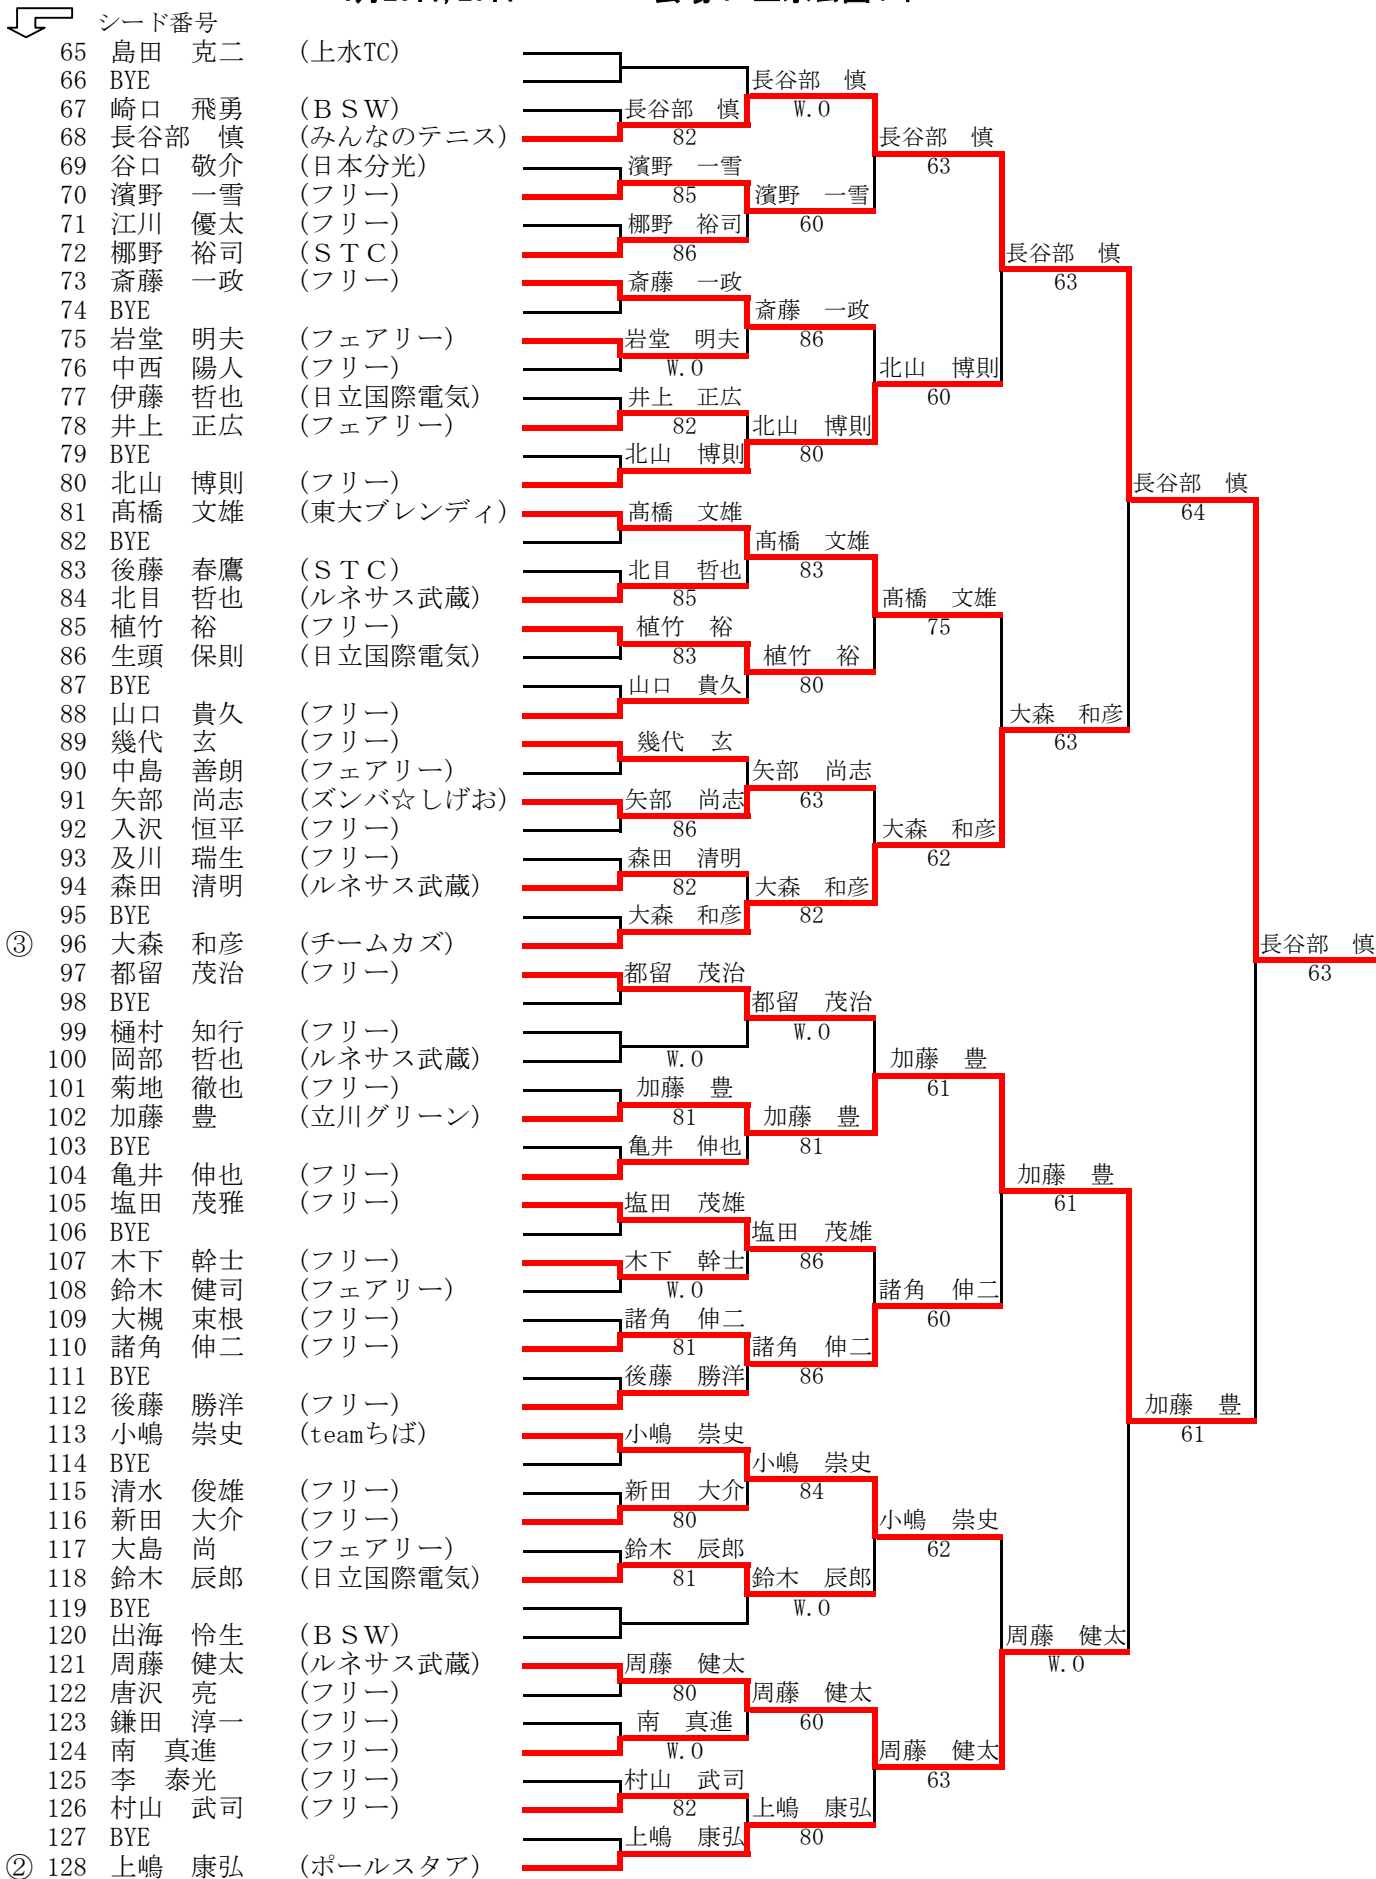 シード番号
65 島田 克二 (上水TC)
66 BYE 長谷部 慎
67 崎口 飛勇 (ＢＳＷ) 長谷部 慎 W.O
68 長谷部 慎 (みんなのテニス) 82 長谷部 慎
69 谷口 敬介 (日本分光) 濱野 一雪 63
70 濱野 一雪 (フリー) 85 濱野 一雪
71 江川 優太 (フリー) 梛野 裕司 60
72 梛野 裕司 (ＳＴＣ) 86 長谷部 慎
73 斎藤 一政 (フリー) 斎藤 一政 63
74 BYE 斎藤 一政
75 岩堂 明夫 (フェアリー) 岩堂 明夫 86
76 中西 陽人 (フリー) W.O 北山 博則
77 伊藤 哲也 (日立国際電気) 井上 正広 60
78 井上 正広 (フェアリー) 82 北山 博則
79 BYE 北山 博則 80
80 北山 博則 (フリー) 長谷部 慎
81 髙橋 文雄 (東大ブレンディ) 髙橋 文雄 64
82 BYE 髙橋 文雄
83 後藤 春鷹 (ＳＴＣ) 北目 哲也 83
84 北目 哲也 (ルネサス武蔵) 85 髙橋 文雄
85 植竹 裕 (フリー) 植竹 裕 75
86 生頭 保則 (日立国際電気) 83 植竹 裕
87 BYE 山口 貴久 80
88 山口 貴久 (フリー) 大森 和彦
89 幾代 玄 (フリー) 幾代 玄 63
90 中島 善朗 (フェアリー) 矢部 尚志
91 矢部 尚志 (ズンバ☆しげお) 矢部 尚志 63
92 入沢 恒平 (フリー) 86 大森 和彦
93 及川 瑞生 (フリー) 森田 清明 62
94 森田 清明 (ルネサス武蔵) 82 大森 和彦
95 BYE 大森 和彦 82
③ 96 大森 和彦 (チームカズ) 長谷部 慎
97 都留 茂治 (フリー) 都留 茂治 63
98 BYE 都留 茂治
99 樋村 知行 (フリー) W.O
100 岡部 哲也 (ルネサス武蔵) W.O 加藤 豊
101 菊地 徹也 (フリー) 加藤 豊 61
102 加藤 豊 (立川グリーン) 81 加藤 豊
103 BYE 亀井 伸也 81
104 亀井 伸也 (フリー) 加藤 豊
105 塩田 茂雅 (フリー) 塩田 茂雄 61
106 BYE 塩田 茂雄
107 木下 幹士 (フリー) 木下 幹士 86
108 鈴木 健司 (フェアリー) W.O 諸角 伸二
109 大槻 束根 (フリー) 諸角 伸二 60
110 諸角 伸二 (フリー) 81 諸角 伸二
111 BYE 後藤 勝洋 86
112 後藤 勝洋 (フリー) 加藤 豊
113 小嶋 崇史 (teamちば) 小嶋 崇史 61
114 BYE 小嶋 崇史
115 清水 俊雄 (フリー) 新田 大介 84
116 新田 大介 (フリー) 80 小嶋 崇史
117 大島 尚 (フェアリー) 鈴木 辰郎 62
118 鈴木 辰郎 (日立国際電気) 81 鈴木 辰郎
119 BYE W.O
120 出海 怜生 (ＢＳＷ) 周藤 健太
121 周藤 健太 (ルネサス武蔵) 周藤 健太 W.O
122 唐沢 亮 (フリー) 80 周藤 健太
123 鎌田 淳一 (フリー) 南 真進 60
124 南 真進 (フリー) W.O 周藤 健太
125 李 泰光 (フリー) 村山 武司 63
126 村山 武司 (フリー) 82 上嶋 康弘
127 BYE 上嶋 康弘 80
② 128 上嶋 康弘 (ポールスタア)